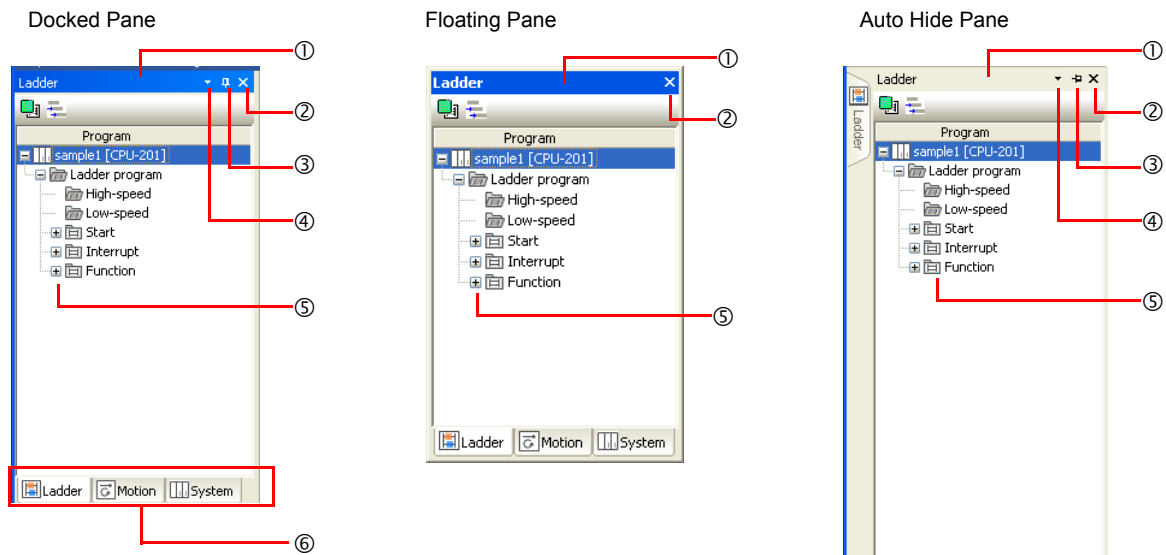 Docked Pane
①
Ladder
②
Program
sample1 [CPU-201]
③
Ladder program
High-speed
Low-speed
④
Start
Interrupt
Function
⑤
Ladder Motion System
⑥
Floating Pane
①
Ladder
②
Program
sample1 [CPU-201]
Ladder program
High-speed
Low-speed
Start
Interrupt
Function
⑤
Ladder Motion System
Auto Hide Pane
①
Ladder
Ladder
②
Program
sample1 [CPU-201]
③
Ladder program
High-speed
Low-speed
④
Start
Interrupt
Function
⑤